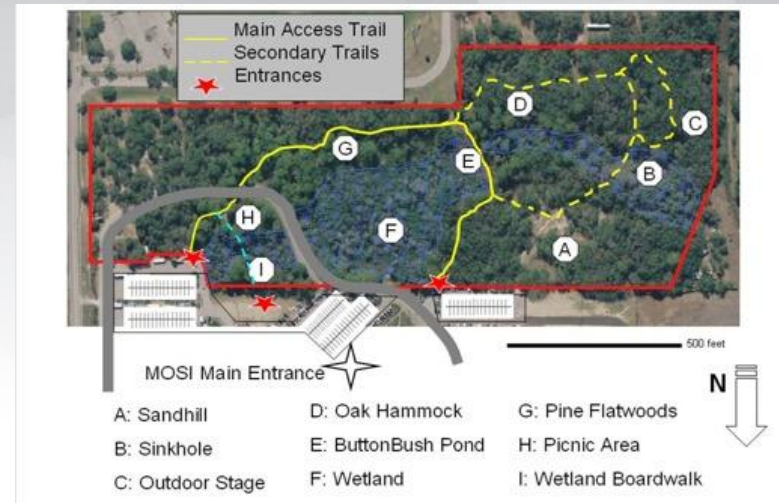 Main Access Trail
Secondary Trails
Entrances
D
C
G
E
B
H
F
A
I
500 feet
MOSI Main Entrance
N
A: Sandhill
D: Oak Hammock
G: Pine Flatwoods
B: Sinkhole
E: ButtonBush Pond
H: Picnic Area
C: Outdoor Stage
F: Wetland
I: Wetland Boardwalk